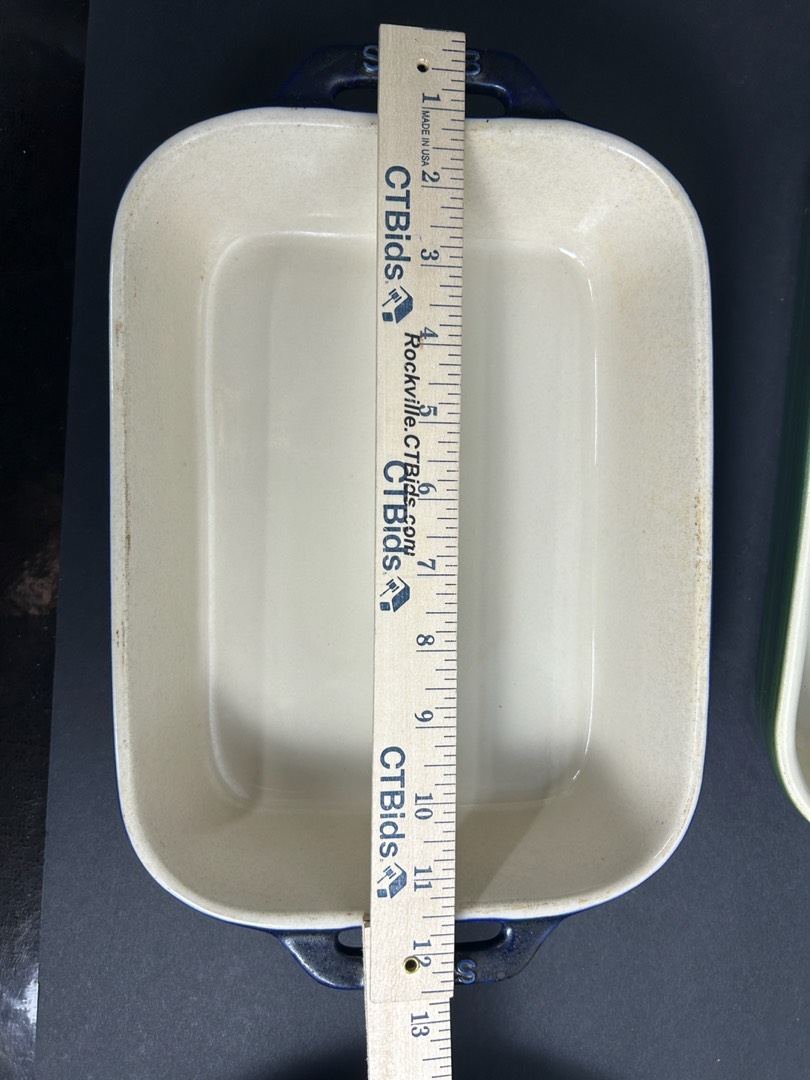 S S
1
MADE IN USA
2
CTBids
3
4
Rockville.CTBids.com
5
6
CTBids
7
8
9
CTBids
10
11
12
S
13